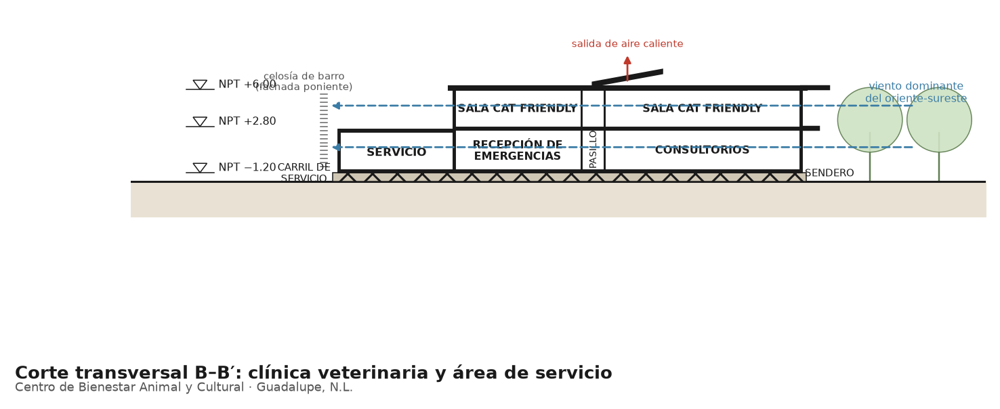 salida de aire caliente
celosía de barro
(fachada poniente)
NPT +6.00
viento dominante
del oriente-sureste
SALA CAT FRIENDLY
SALA CAT FRIENDLY
NPT +2.80
RECEPCIÓN DE
EMERGENCIAS
SERVICIO
PASILLO
CONSULTORIOS
NPT −1.20
CARRIL DE
SERVICIO
SENDERO
Corte transversal B–B′: clínica veterinaria y área de servicio
Centro de Bienestar Animal y Cultural · Guadalupe, N.L.